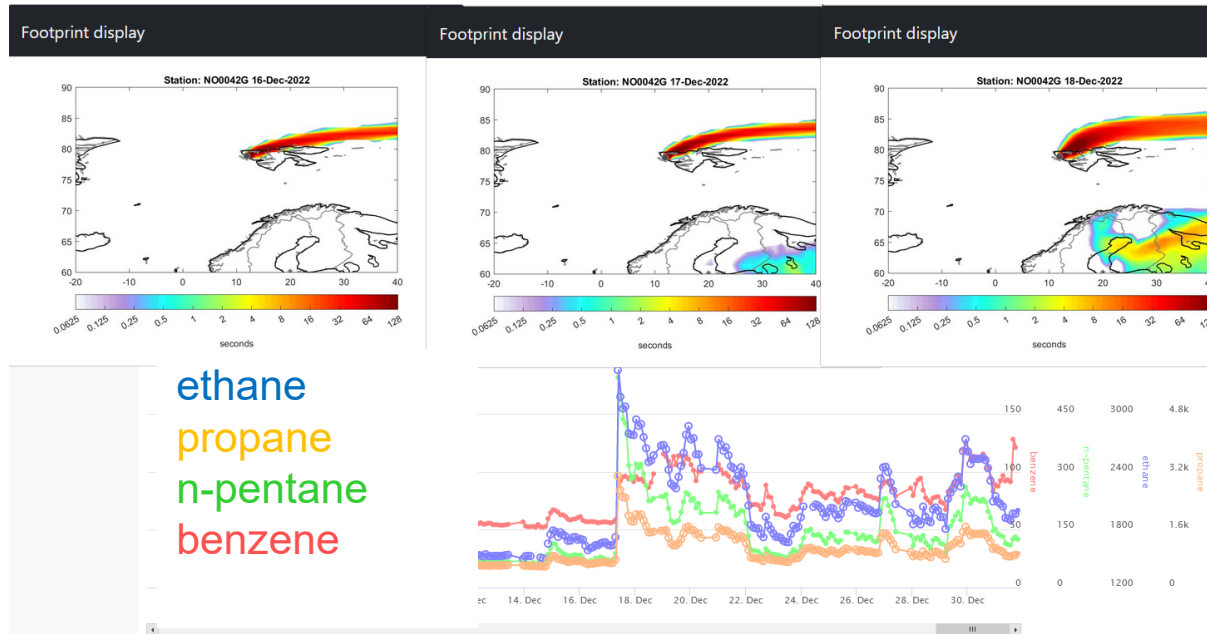 Footprint display
Station: NO0042G 16-Dec-2022
90
85
80
75
70
65
60
-20 -10 0 10 20 30 40
0.0625 0.125 0.25 0.5 1 2 4 8 16 32 64 128
seconds
Footprint display
Station: NO0042G 17-Dec-2022
90
85
80
75
70
65
60
-20 -10 0 10 20 30 40
0.0625 0.125 0.25 0.5 1 2 4 8 16 32 64 128
seconds
Footprint display
Station: NO0042G 18-Dec-2022
90
85
80
75
70
65
60
-20 -10 0 10 20 30 40
0.0625 0.125 0.25 0.5 1 2 4 8 16 32 64 128
seconds
ethane
propane
n-pentane
benzene
150 450 3000 4.8k
100 300 2400 3.2k
50 150 1800 1.6k
0 0 1200 0
benzene
n-pentane
ethane
propane
ec 14. Dec 16. Dec 18. Dec 20. Dec 22. Dec 24. Dec 26. Dec 28. Dec 30. Dec